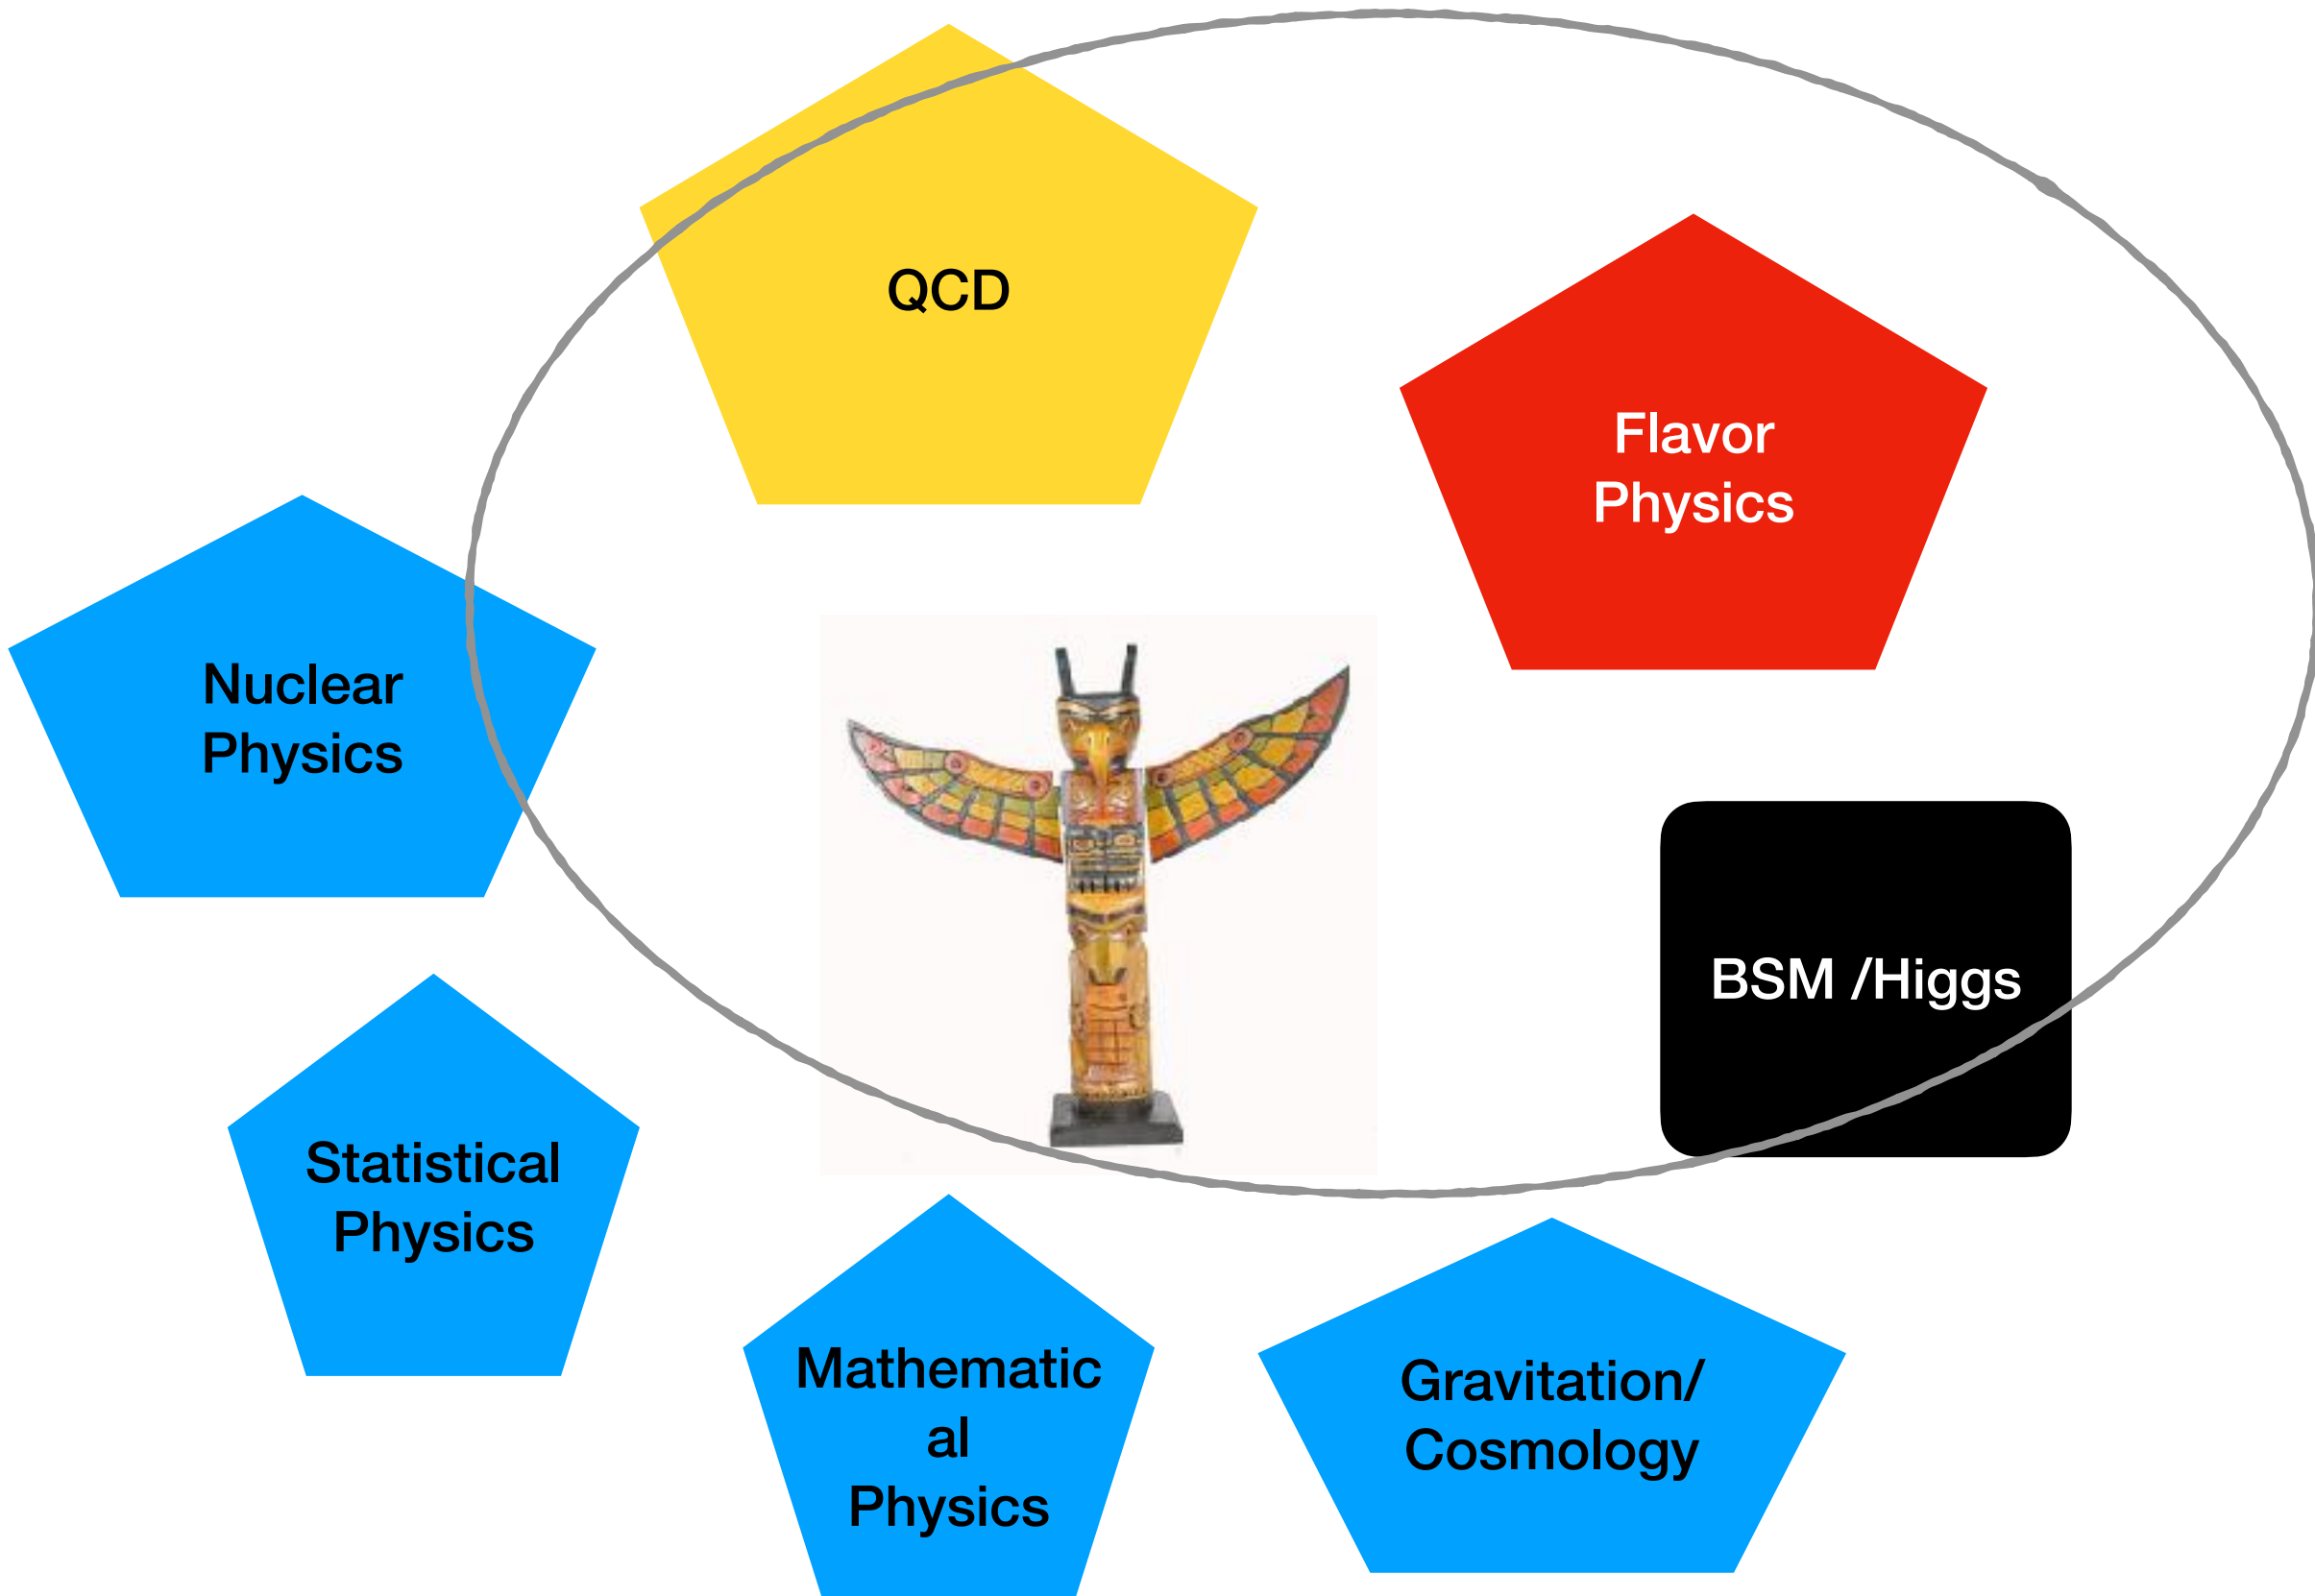 QCD
Flavor
Physics
Nuclear
Physics
BSM /Higgs
Statistical
Physics
Mathematic
al
Physics
Gravitation/
Cosmology